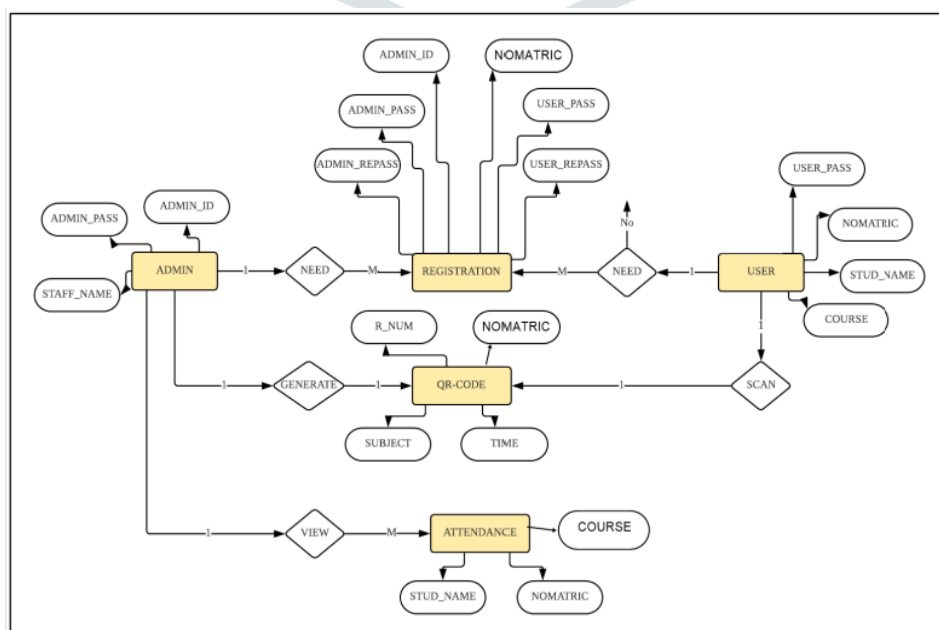 ADMIN_ID
NOMATRIC
ADMIN_PASS
USER_PASS
ADMIN_REPASS
USER_REPASS
USER_PASS
ADMIN_PASS
ADMIN_ID
NOMATRIC
No
ADMIN
1
NEED
M
REGISTRATION
M
NEED
1
USER
STUD_NAME
STAFF_NAME
COURSE
R_NUM
NOMATRIC
1
1
GENERATE
1
QR-CODE
1
SCAN
SUBJECT
TIME
1
VIEW
M
ATTENDANCE
COURSE
STUD_NAME
NOMATRIC